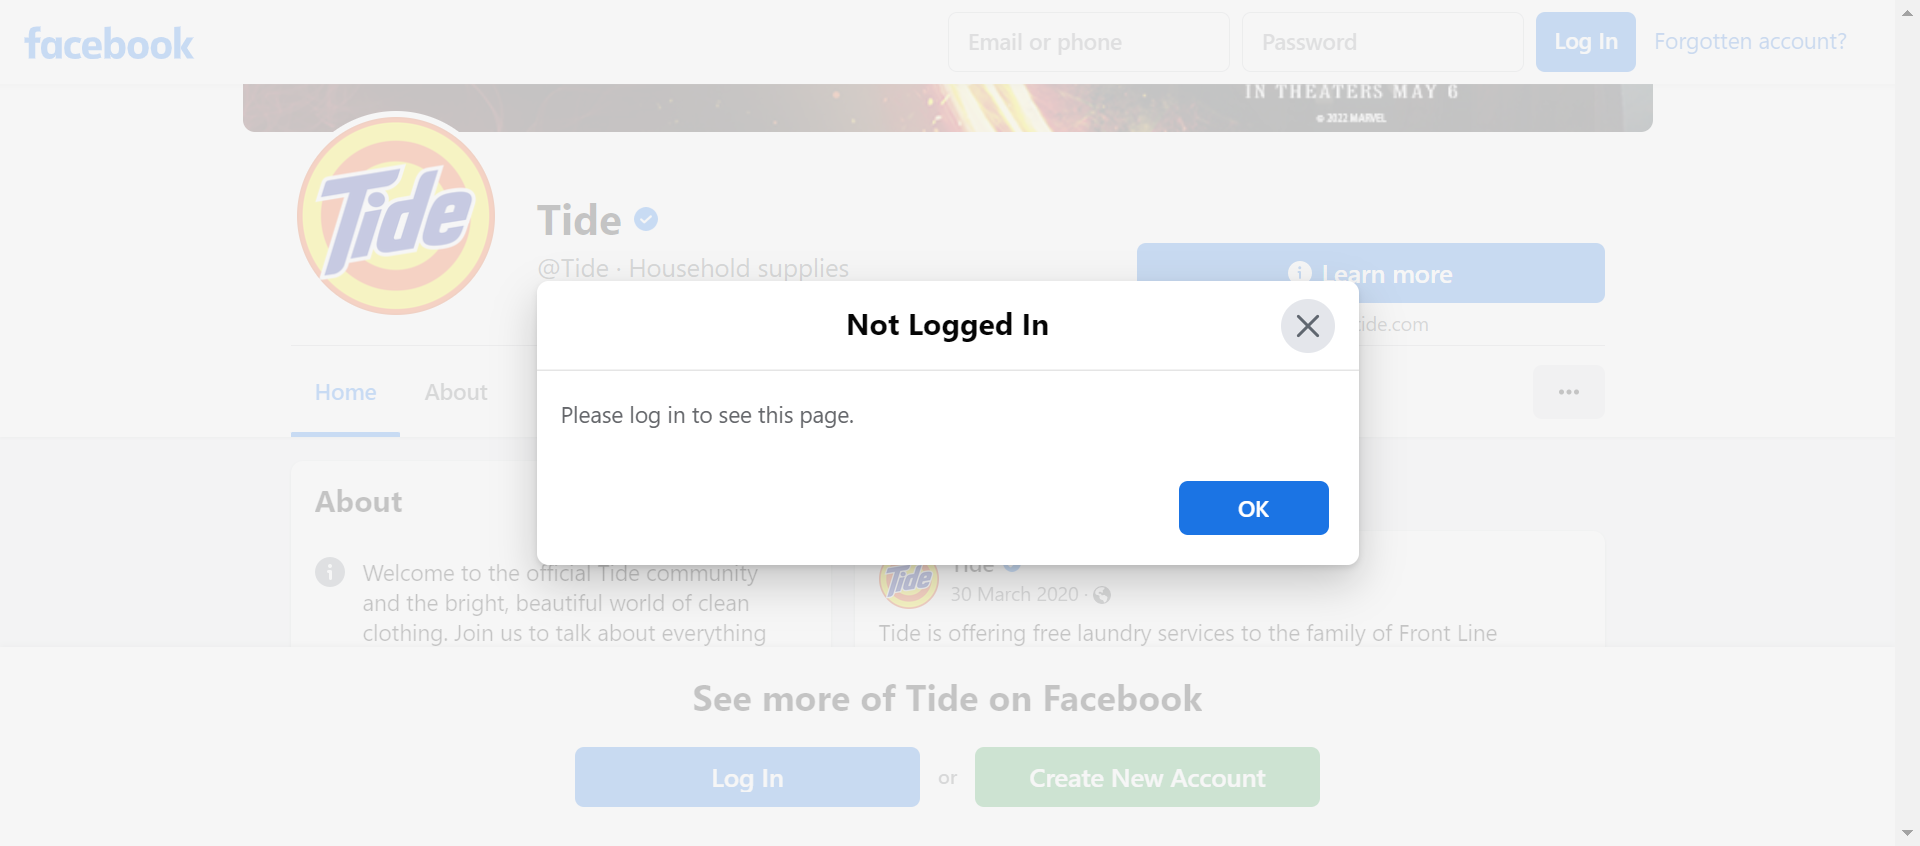 facebook
Email or phone
Password
Log In
Forgotten account?
IN THEATERS MAY 6
© 2022 MARVEL
Tide
Tide
@Tide · Household supplies
Learn more
tide.com
Not Logged In
Please log in to see this page.
OK
Home
About
About
Welcome to the official Tide community
and the bright, beautiful world of clean
clothing. Join us to talk about everything
Tide
Tide
30 March 2020 ·
Tide is offering free laundry services to the family of Front Line
See more of Tide on Facebook
Log In
or
Create New Account